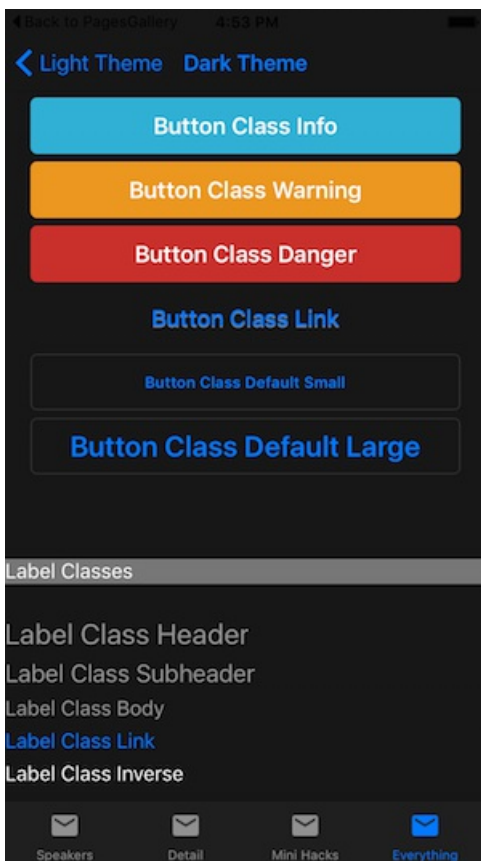 Back to PagesGallery 4:53 PM
Light Theme Dark Theme
Button Class Info
Button Class Warning
Button Class Danger
Button Class Link
Button Class Default Small
Button Class Default Large
Label Classes
Label Class Header
Label Class Subheader
Label Class Body
Label Class Link
Label Class Inverse
Speakers Detail Mini Hacks Everything